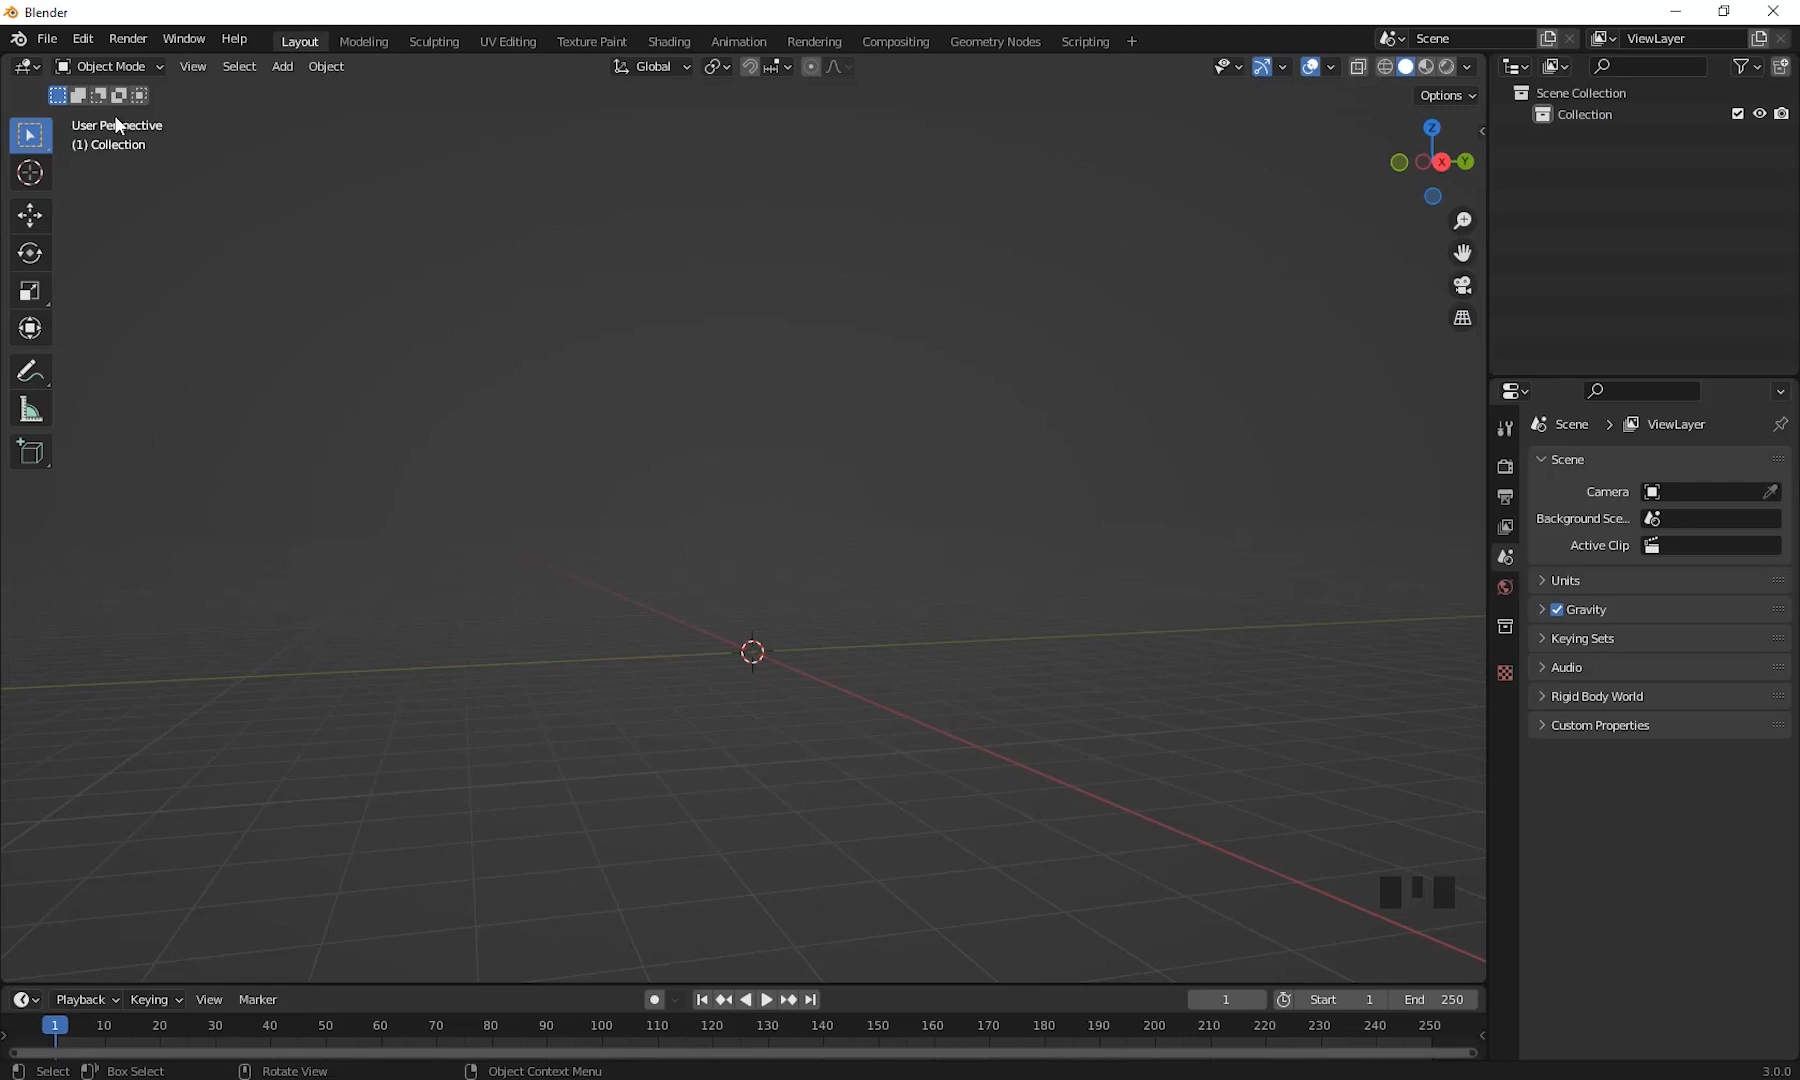 Blender
File Edit Render Window Help Layout Modeling Sculpting UV Editing Texture Paint Shading Animation Rendering Compositing Geometry Nodes Scripting + Scene ViewLayer
Object Mode View Select Add Object Global
Options
User Perspective
(1) Collection
Z
X Y
Scene Collection
Collection
Scene > ViewLayer
Scene
Camera
Background Sce...
Active Clip
Units
Gravity
Keying Sets
Audio
Rigid Body World
Custom Properties
Playback Keying View Marker 1 Start 1 End 250
1 10 20 30 40 50 60 70 80 90 100 110 120 130 140 150 160 170 180 190 200 210 220 230 240 250
Select Box Select Rotate View Object Context Menu 3.0.0